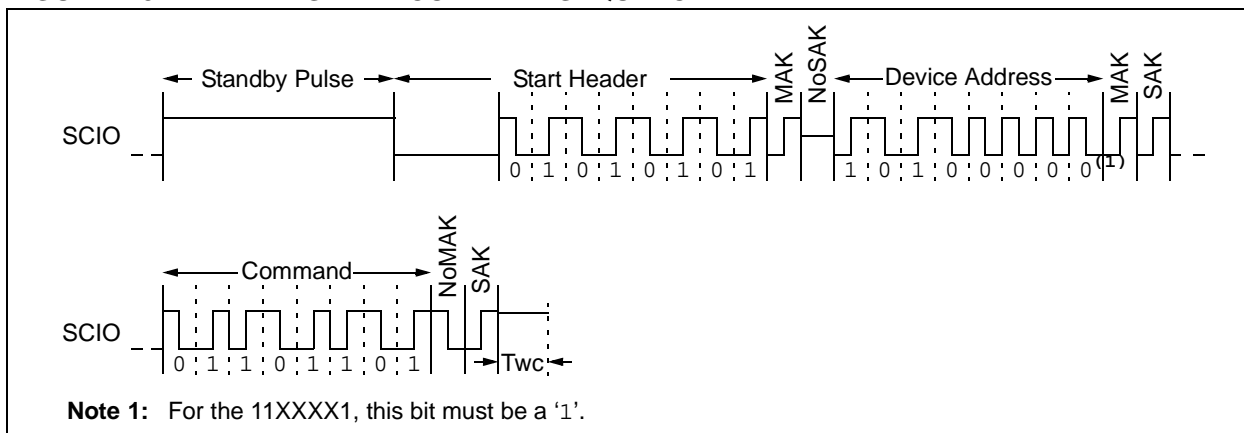 Standby Pulse Start Header MAK NoSAK Device Address MAK SAK
SCIO
0 1 0 1 0 1 0 1 1 0 1 0 0 0 0 0(1)
Command NoMAK SAK
SCIO
0 1 1 0 1 1 0 1 Twc
Note 1: For the 11XXXX1, this bit must be a ‘1’.